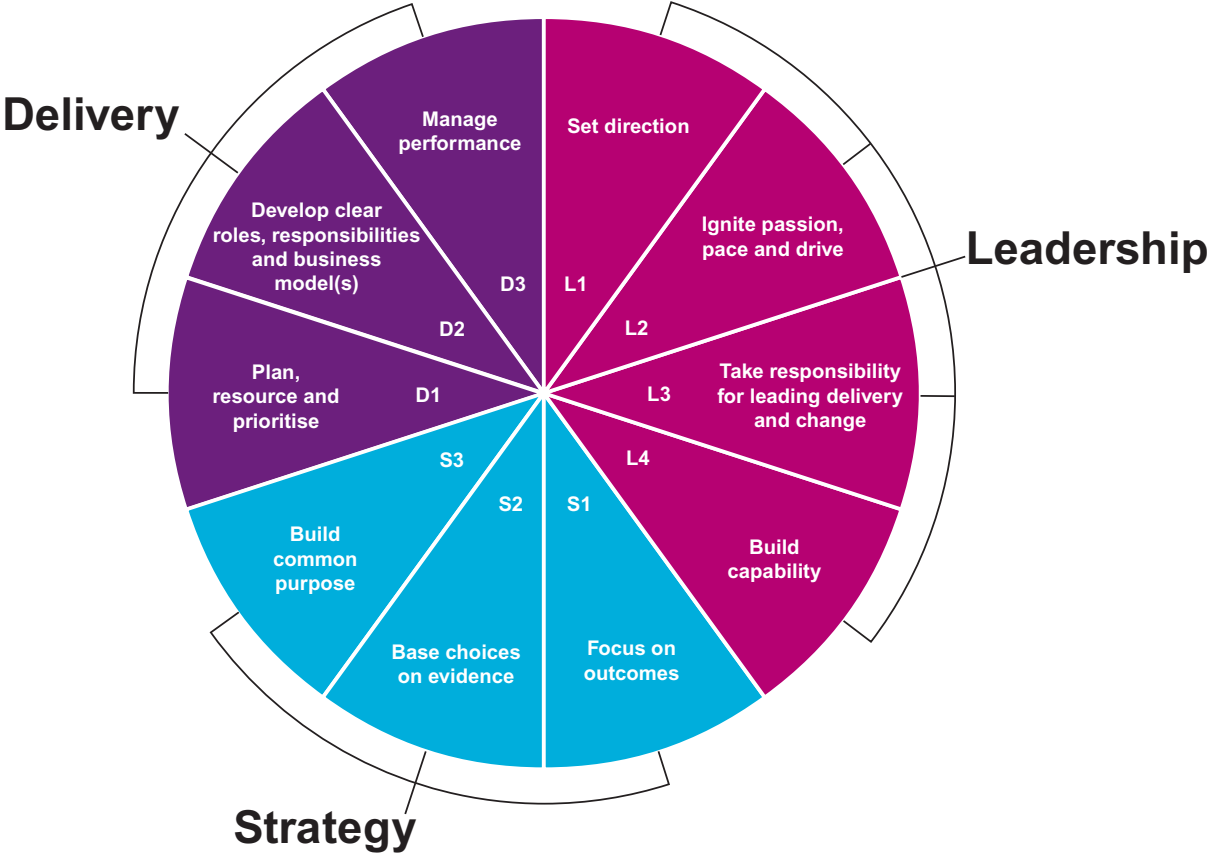 Delivery
Manage
performance
Set direction
Develop clear
roles, responsibilities
and business
model(s)
Ignite passion,
pace and drive
Leadership
D3
L1
D2
L2
Plan,
resource and
prioritise
D1
L3
Take responsibility
for leading delivery
and change
S3
L4
S2
S1
Build
common
purpose
Build
capability
Base choices
on evidence
Focus on
outcomes
Strategy